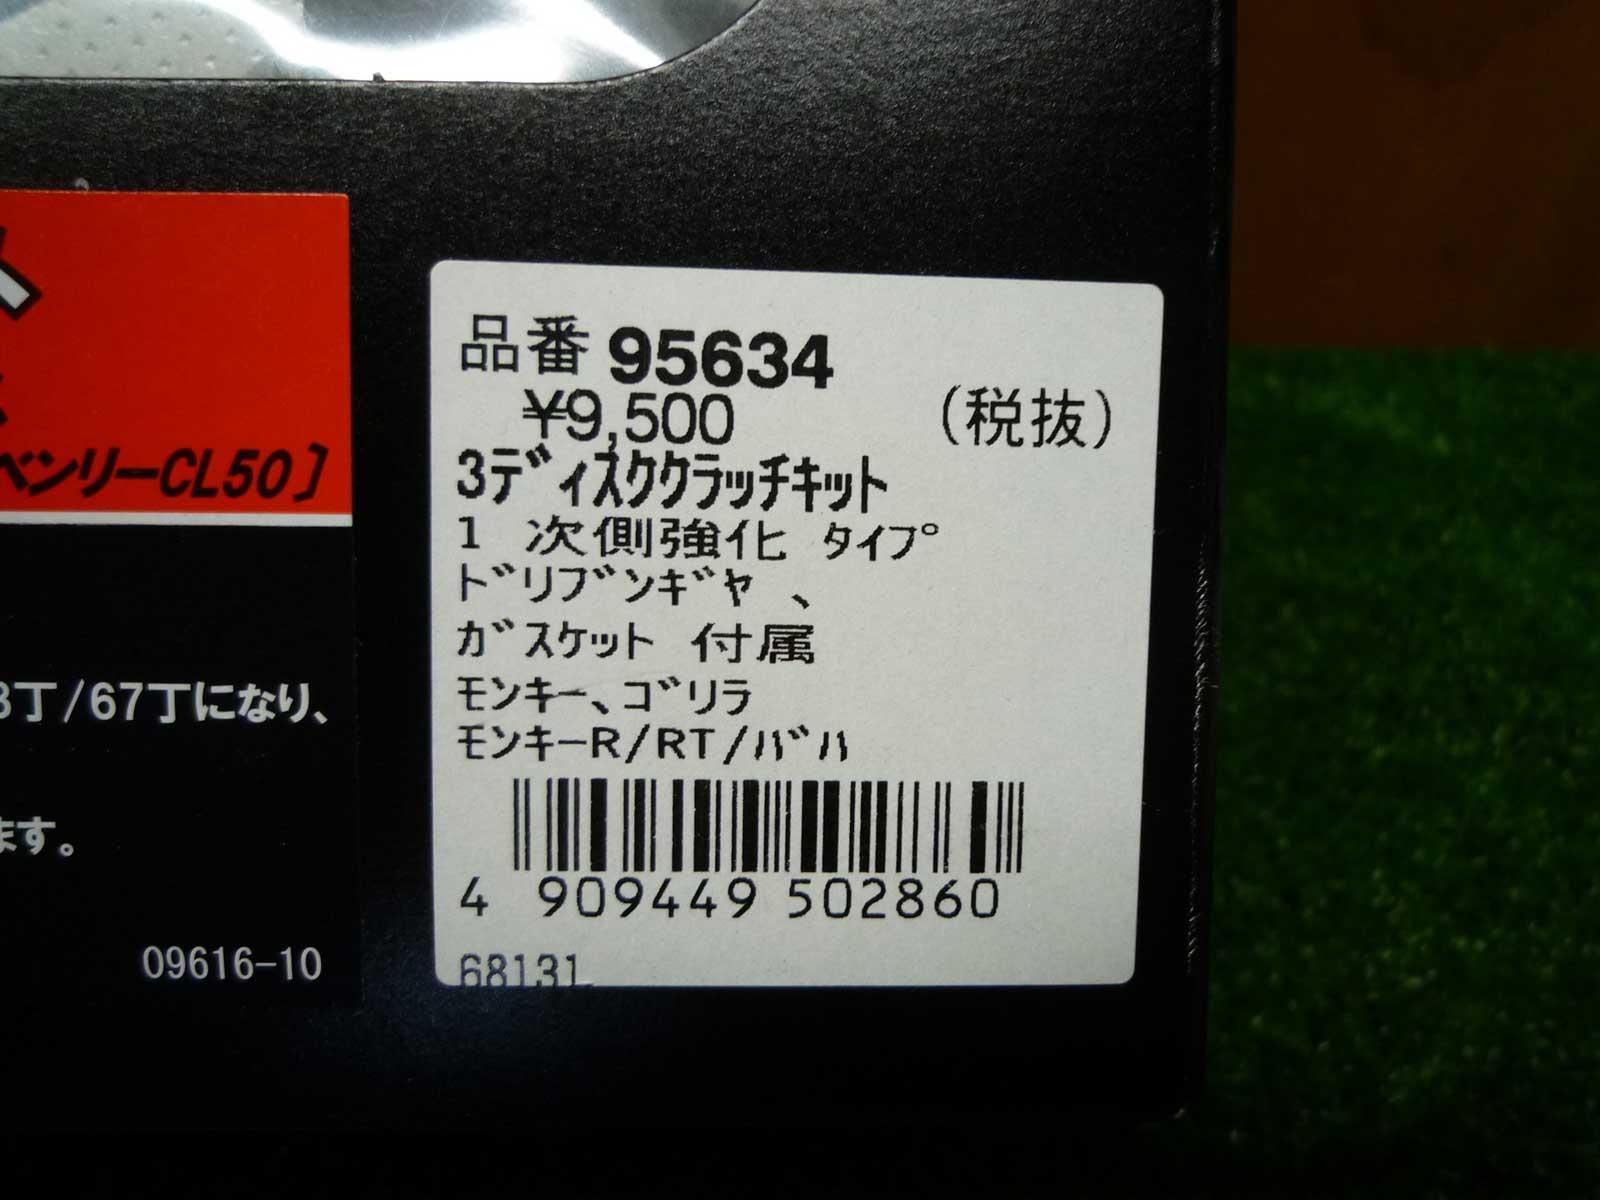 ベンリーCL50］
丁/67丁になり、
ます。
09616-10
品番 95634
¥9,500 （税抜）
3ディスククラッチキット
1 次側強化 タイプ
ドリブンギヤ 、
ガスケット 付属
モンキー、ゴリラ
モンキーR/RT/バハ
4 909449 502860
68131